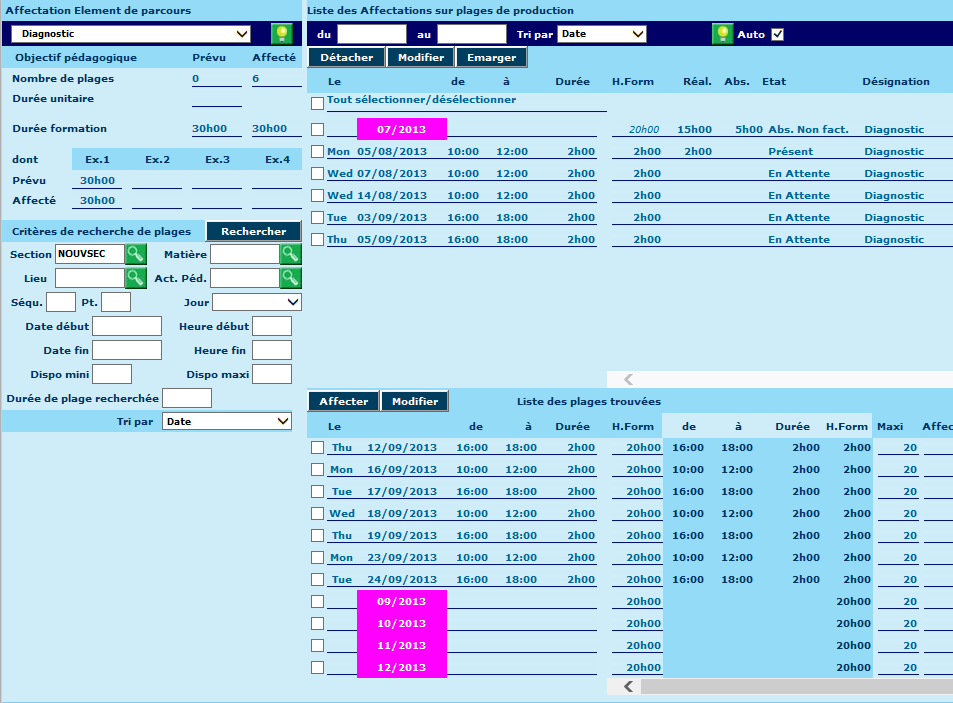 Affectation Element de parcours
Diagnostic
Objectif pédagogique Prévu Affecté
Nombre de plages 0 6
Durée unitaire
Durée formation 30h00 30h00
dont Ex.1 Ex.2 Ex.3 Ex.4
Prévu 30h00
Affecté 30h00
Critères de recherche de plages Rechercher
Section NOUVSEC Matière
Lieu Act. Péd.
Séqu. Pt. Jour
Date début Heure début
Date fin Heure fin
Dispo mini Dispo maxi
Durée de plage recherchée
Tri par Date
Liste des Affectations sur plages de production
du au Tri par Date Auto
Détacher Modifier Emarger
Le de à Durée H.Form Réal. Abs. Etat Désignation
Tout sélectionner/désélectionner
07/2013 20h00 15h00 5h00 Abs. Non fact. Diagnostic
Mon 05/08/2013 10:00 12:00 2h00 2h00 2h00 Présent Diagnostic
Wed 07/08/2013 10:00 12:00 2h00 2h00 En Attente Diagnostic
Wed 14/08/2013 10:00 12:00 2h00 2h00 En Attente Diagnostic
Tue 03/09/2013 16:00 18:00 2h00 2h00 En Attente Diagnostic
Thu 05/09/2013 16:00 18:00 2h00 2h00 En Attente Diagnostic
Affecter Modifier Liste des plages trouvées
Le de à Durée H.Form de à Durée H.Form Maxi Affec
Thu 12/09/2013 16:00 18:00 2h00 20h00 16:00 18:00 2h00 2h00 20
Mon 16/09/2013 10:00 12:00 2h00 20h00 10:00 12:00 2h00 2h00 20
Tue 17/09/2013 16:00 18:00 2h00 20h00 16:00 18:00 2h00 2h00 20
Wed 18/09/2013 10:00 12:00 2h00 20h00 10:00 12:00 2h00 2h00 20
Thu 19/09/2013 16:00 18:00 2h00 20h00 16:00 18:00 2h00 2h00 20
Mon 23/09/2013 10:00 12:00 2h00 20h00 10:00 12:00 2h00 2h00 20
Tue 24/09/2013 16:00 18:00 2h00 20h00 16:00 18:00 2h00 2h00 20
09/2013 20h00 20h00 20
10/2013 20h00 20h00 20
11/2013 20h00 20h00 20
12/2013 20h00 20h00 20